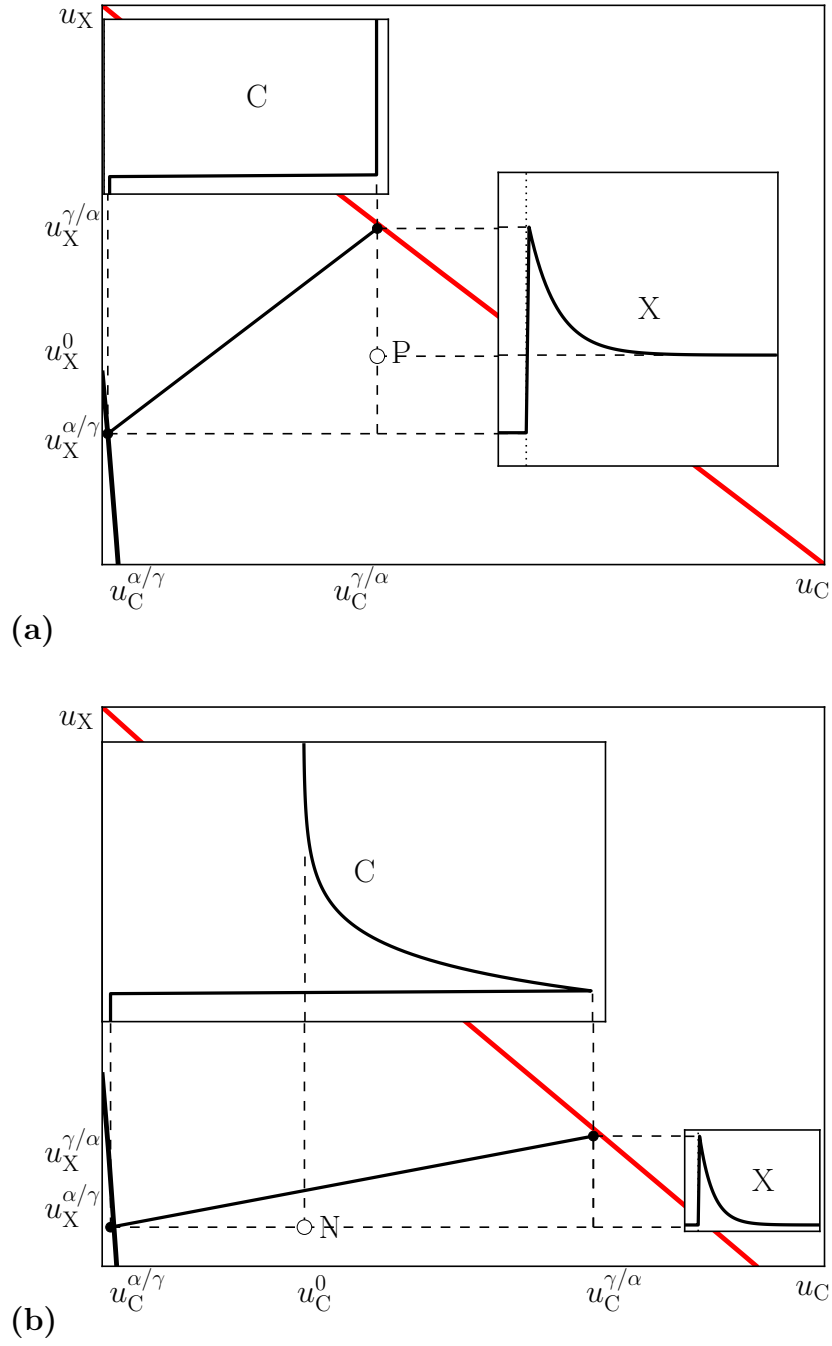 u_X
C
u_X^{γ/α}
X
u_X^0
P
u_X^{α/γ}
u_C^{α/γ} u_C^{γ/α} u_C
(a)
u_X
C
u_X^{γ/α}
X
u_X^{α/γ}
N
u_C^{α/γ} u_C^0 u_C^{γ/α} u_C
(b)